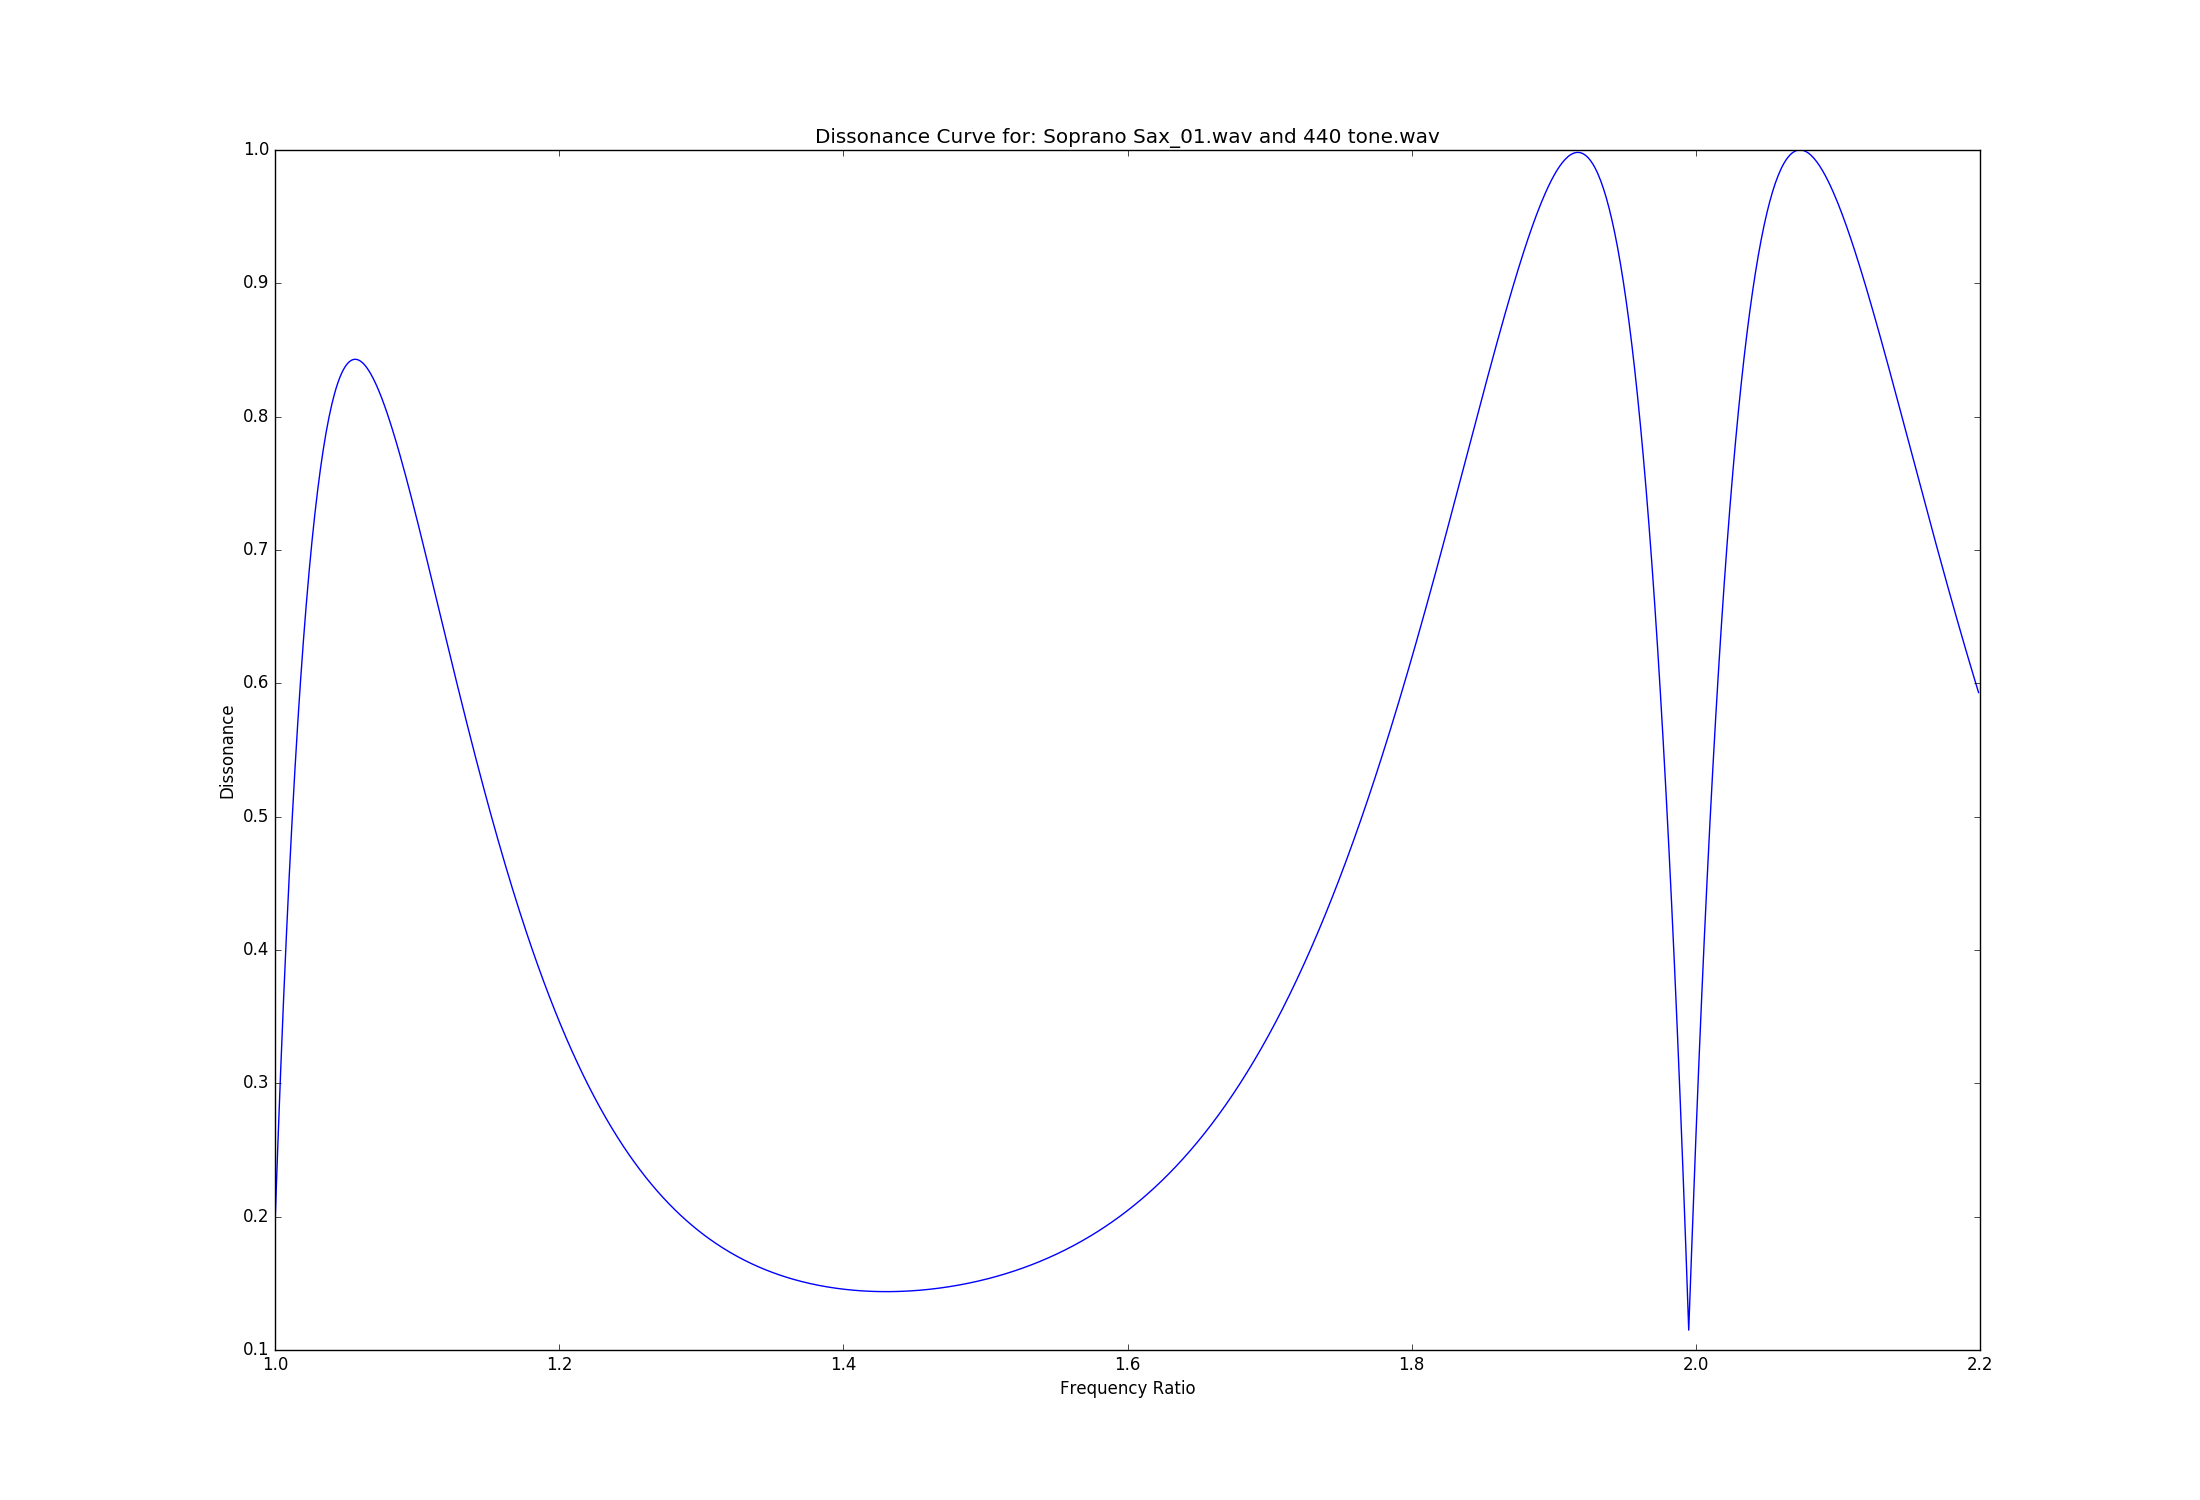 Dissonance Curve for: Soprano Sax_01.wav and 440 tone.wav
1.0
0.9
0.8
0.7
0.6
0.5
0.4
0.3
0.2
0.1
Dissonance
1.0 1.2 1.4 1.6 1.8 2.0 2.2
Frequency Ratio